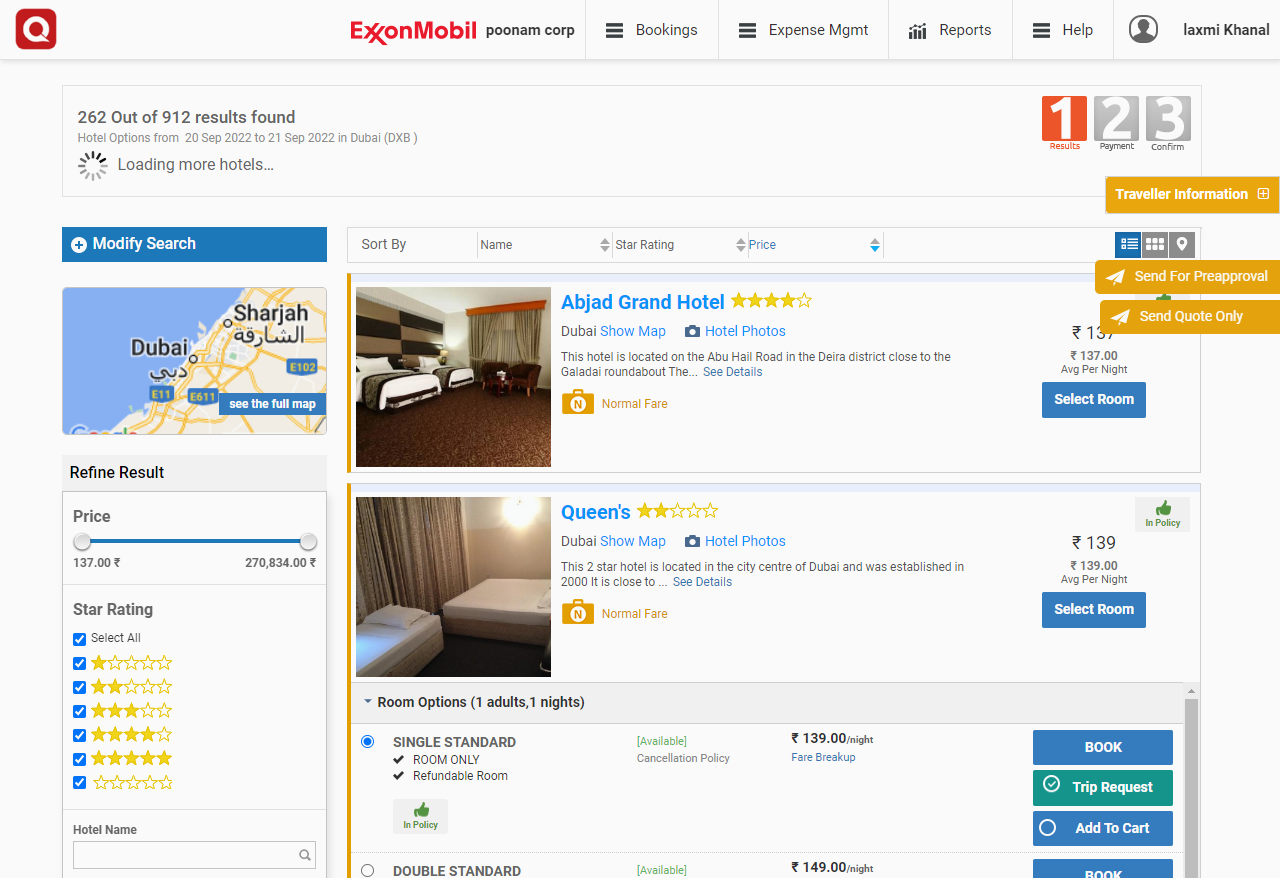 Q
ExxonMobil poonam corp
Bookings
Expense Mgmt
Reports
Help
laxmi Khanal
262 Out of 912 results found
Hotel Options from 20 Sep 2022 to 21 Sep 2022 in Dubai (DXB )
Loading more hotels...
1 2 3
Results Payment Confirm
Traveller Information
Modify Search
Sort By Name Star Rating Price
Send For Preapproval
Send Quote Only
Sharjah
الشارقة
Dubai
دبي
E102
E11 E611
see the full map
Google
Refine Result
Price
137.00 ₹ 270,834.00 ₹
Star Rating
Select All
Hotel Name
Abjad Grand Hotel
Dubai Show Map Hotel Photos
This hotel is located on the Abu Hail Road in the Deira district close to the
Galadai roundabout The... See Details
N Normal Fare
₹ 137
₹ 137.00
Avg Per Night
Select Room
Queen's
Dubai Show Map Hotel Photos
This 2 star hotel is located in the city centre of Dubai and was established in
2000 It is close to ... See Details
N Normal Fare
In Policy
₹ 139
₹ 139.00
Avg Per Night
Select Room
Room Options (1 adults,1 nights)
SINGLE STANDARD
ROOM ONLY
Refundable Room
In Policy
[Available]
Cancellation Policy
₹ 139.00/night
Fare Breakup
BOOK
Trip Request
Add To Cart
DOUBLE STANDARD
[Available]
₹ 149.00/night
BOOK